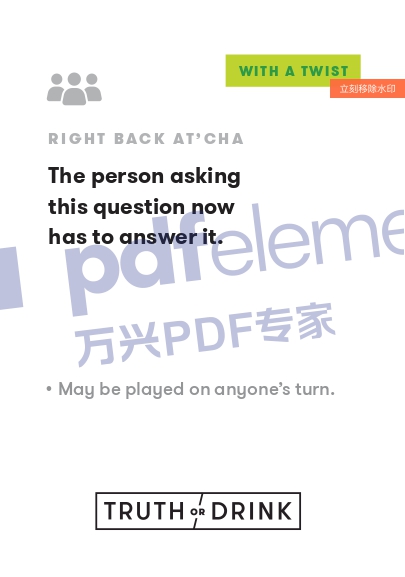 WITH A TWIST
立刻移除水印
RIGHT BACK AT’CHA
The person asking
this question now
has to answer it.
pdfeleme
万兴PDF专家
• May be played on anyone’s turn.
TRUTH OR DRINK